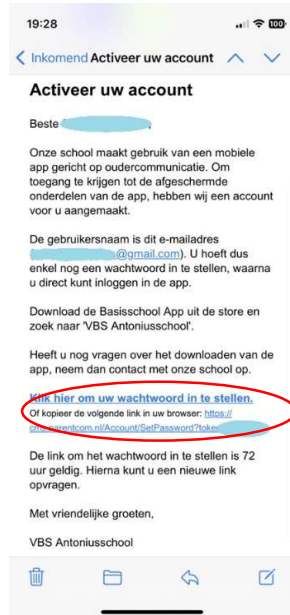 19:28
100
Inkomend Activeer uw account
Activeer uw account
Beste
Onze school maakt gebruik van een mobiele
app gericht op oudercommunicatie. Om
toegang te krijgen tot de afgeschermde
onderdelen van de app, hebben wij een account
voor u aangemaakt.
De gebruikersnaam is dit e-mailadres
(@gmail.com). U hoeft dus
enkel nog een wachtwoord in te stellen, waarna
u direct kunt inloggen in de app.
Download de Basisschool App uit de store en
zoek naar 'VBS Antoniusschool'.
Heeft u nog vragen over het downloaden van de
app, neem dan contact met onze school op.
Klik hier om uw wachtwoord in te stellen.
Of kopieer de volgende link in uw browser: https://
cms.parentcom.nl/Account/SetPassword?token
De link om het wachtwoord in te stellen is 72
uur geldig. Hierna kunt u een nieuwe link
opvragen.
Met vriendelijke groeten,
VBS Antoniusschool